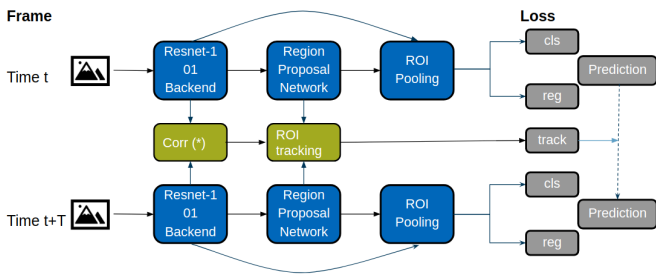 Frame
Loss
Time t
Resnet-1
01
Backend
Region
Proposal
Network
ROI
Pooling
cls
reg
Prediction
Corr (*)
ROI
tracking
track
Time t+T
Resnet-1
01
Backend
Region
Proposal
Network
ROI
Pooling
cls
reg
Prediction